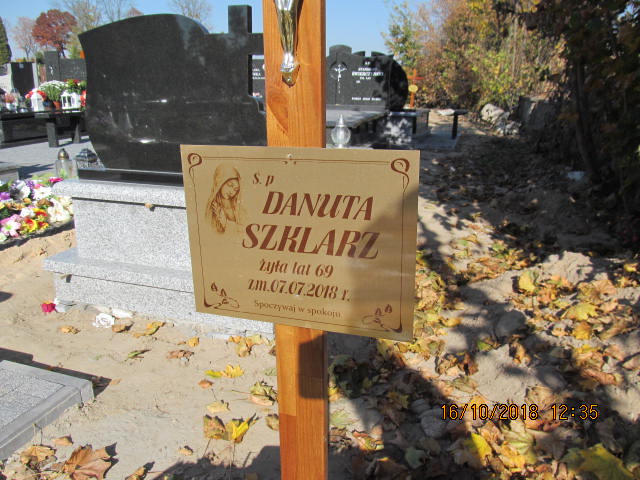 Ś. p
DANUTA
SZKLARZ
żyła lat 69
zm.07.07.2018 r.
Spoczywaj w spokoju
16/10/2018 12:35